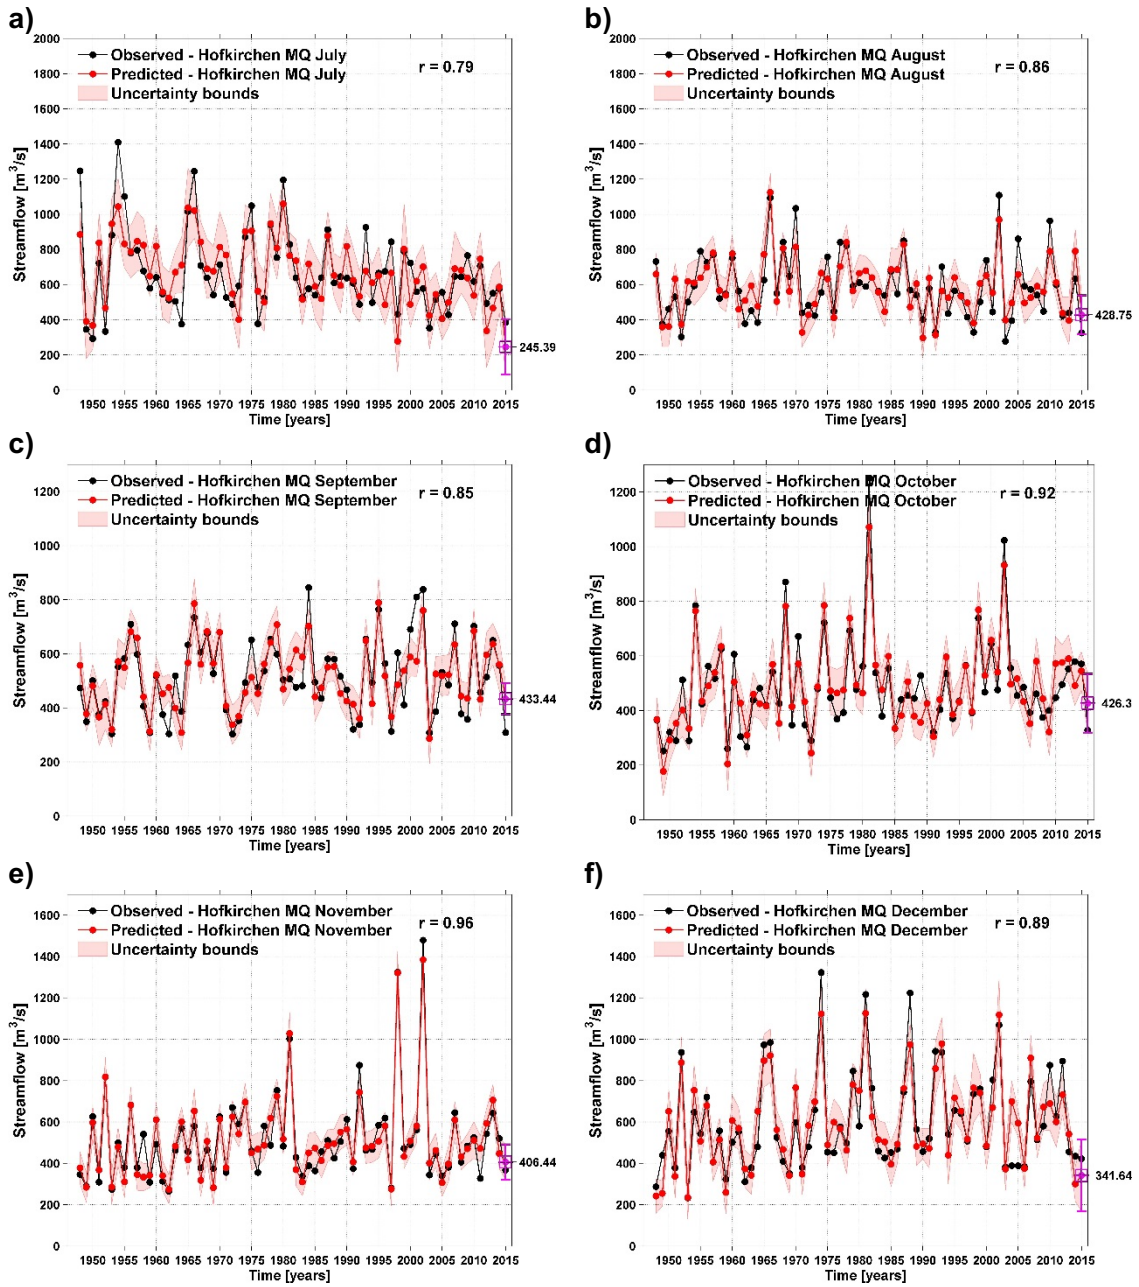 a)
2000
1800
1600
1400
1200
1000
800
600
400
200
0
Streamflow [m³/s]
Observed - Hofkirchen MQ July
Predicted - Hofkirchen MQ July
Uncertainty bounds
r = 0.79
245.39
1950 1955 1960 1965 1970 1975 1980 1985 1990 1995 2000 2005 2010 2015
Time [years]
b)
2000
1800
1600
1400
1200
1000
800
600
400
200
0
Streamflow [m³/s]
Observed - Hofkirchen MQ August
Predicted - Hofkirchen MQ August
Uncertainty bounds
r = 0.86
428.75
1950 1955 1960 1965 1970 1975 1980 1985 1990 1995 2000 2005 2010 2015
Time [years]
c)
1200
1000
800
600
400
200
0
Streamflow [m³/s]
Observed - Hofkirchen MQ September
Predicted - Hofkirchen MQ September
Uncertainty bounds
r = 0.85
433.44
1950 1955 1960 1965 1970 1975 1980 1985 1990 1995 2000 2005 2010 2015
Time [years]
d)
1200
1000
800
600
400
200
0
Streamflow [m³/s]
Observed - Hofkirchen MQ October
Predicted - Hofkirchen MQ October
Uncertainty bounds
r = 0.92
426.3
1950 1955 1960 1965 1970 1975 1980 1985 1990 1995 2000 2005 2010 2015
Time [years]
e)
1600
1400
1200
1000
800
600
400
200
0
Streamflow [m³/s]
Observed - Hofkirchen MQ November
Predicted - Hofkirchen MQ November
Uncertainty bounds
r = 0.96
406.44
1950 1955 1960 1965 1970 1975 1980 1985 1990 1995 2000 2005 2010 2015
Time [years]
f)
1600
1400
1200
1000
800
600
400
200
0
Streamflow [m³/s]
Observed - Hofkirchen MQ December
Predicted - Hofkirchen MQ December
Uncertainty bounds
r = 0.89
341.64
1950 1955 1960 1965 1970 1975 1980 1985 1990 1995 2000 2005 2010 2015
Time [years]